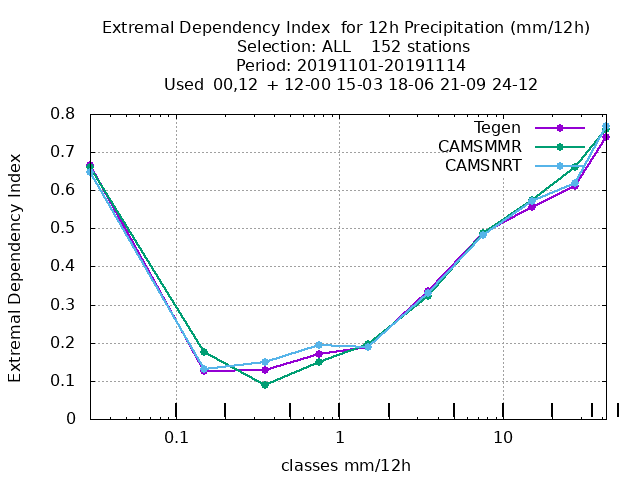 Extremal Dependency Index  for 12h Precipitation (mm/12h)
Selection: ALL    152 stations
Period: 20191101-20191114
Used  00,12  + 12-00 15-03 18-06 21-09 24-12
Tegen
CAMSMMR
CAMSNRT
Extremal Dependency Index
0.8
0.7
0.6
0.5
0.4
0.3
0.2
0.1
0
0.1
1
10
classes mm/12h